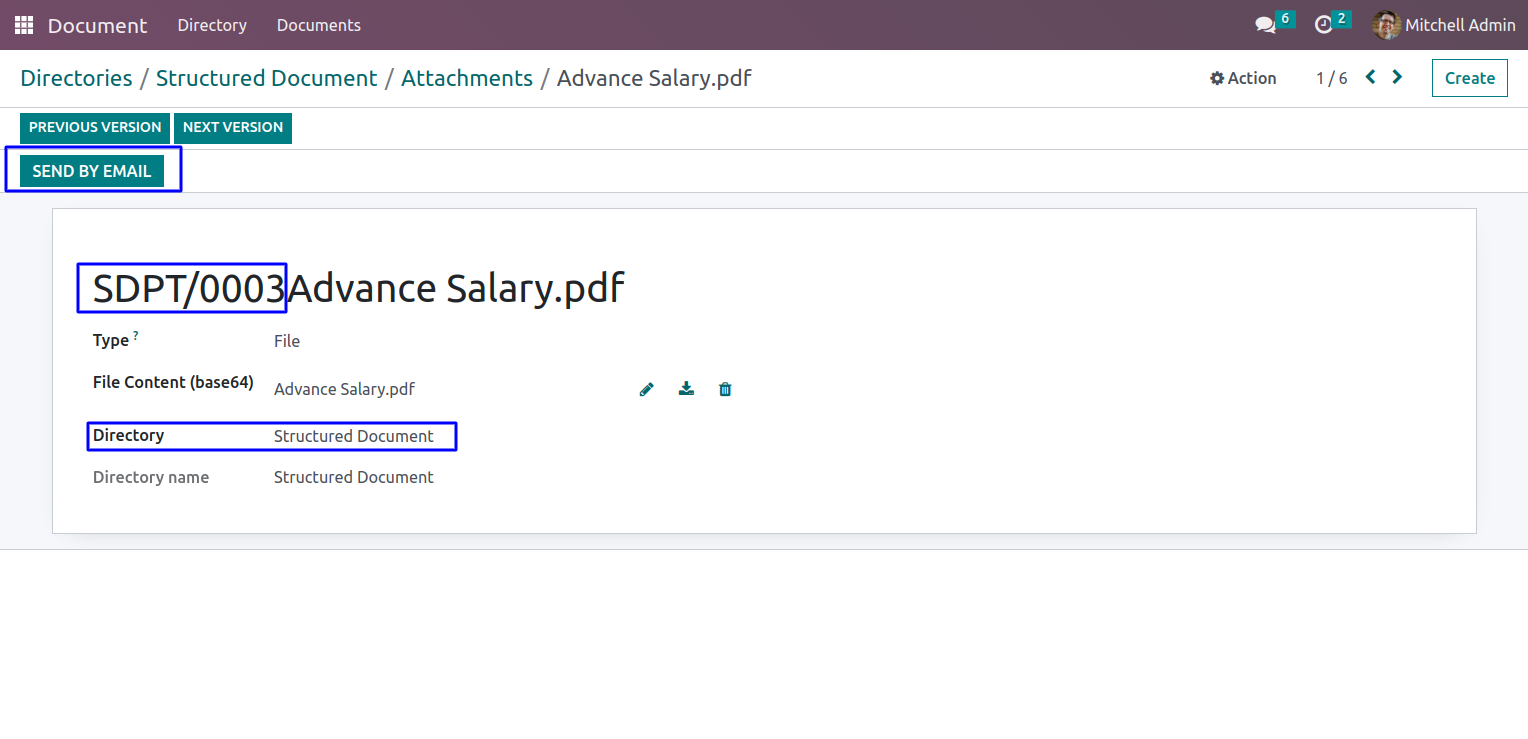 Document Directory Documents 6 2 Mitchell Admin
Directories / Structured Document / Attachments / Advance Salary.pdf Action 1 / 6 Create
PREVIOUS VERSION NEXT VERSION
SEND BY EMAIL
SDPT/0003Advance Salary.pdf
Type ? File
File Content (base64) Advance Salary.pdf
Directory Structured Document
Directory name Structured Document